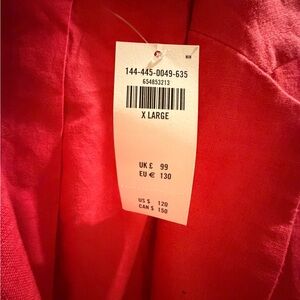 144-445-0049-635
654853213
X LARGE
UK £ 99
EU € 130
US $ 120
CAN $ 150